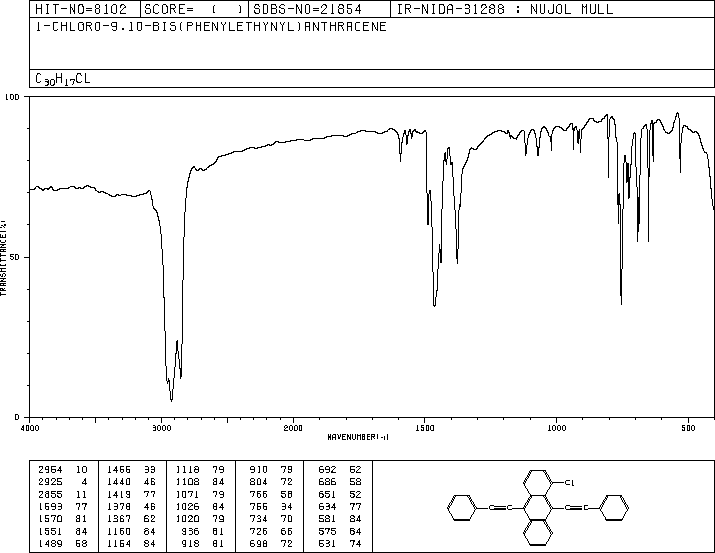 HIT-NO=8102 SCORE= ( ) SDBS-NO=21854 IR-NIDA-31288 : NUJOL MULL
1-CHLORO-9,10-BIS(PHENYLETHYNYL)ANTHRACENE
C30H17CL
100
50
0
TRANSMITTANCE(%)
4000 3000 2000 1500 1000 500
WAVENUMBER(-1)
2954 10 1466 33 1118 79 910 79 692 52
2925 4 1440 46 1108 84 804 72 686 58
2855 11 1419 77 1071 79 766 58 651 52
1593 77 1378 46 1026 84 756 34 634 77
1570 81 1367 62 1020 79 734 70 581 84
1551 84 1160 84 936 81 726 66 575 84
1489 58 1154 84 918 81 698 72 531 74
Cl
C C C C